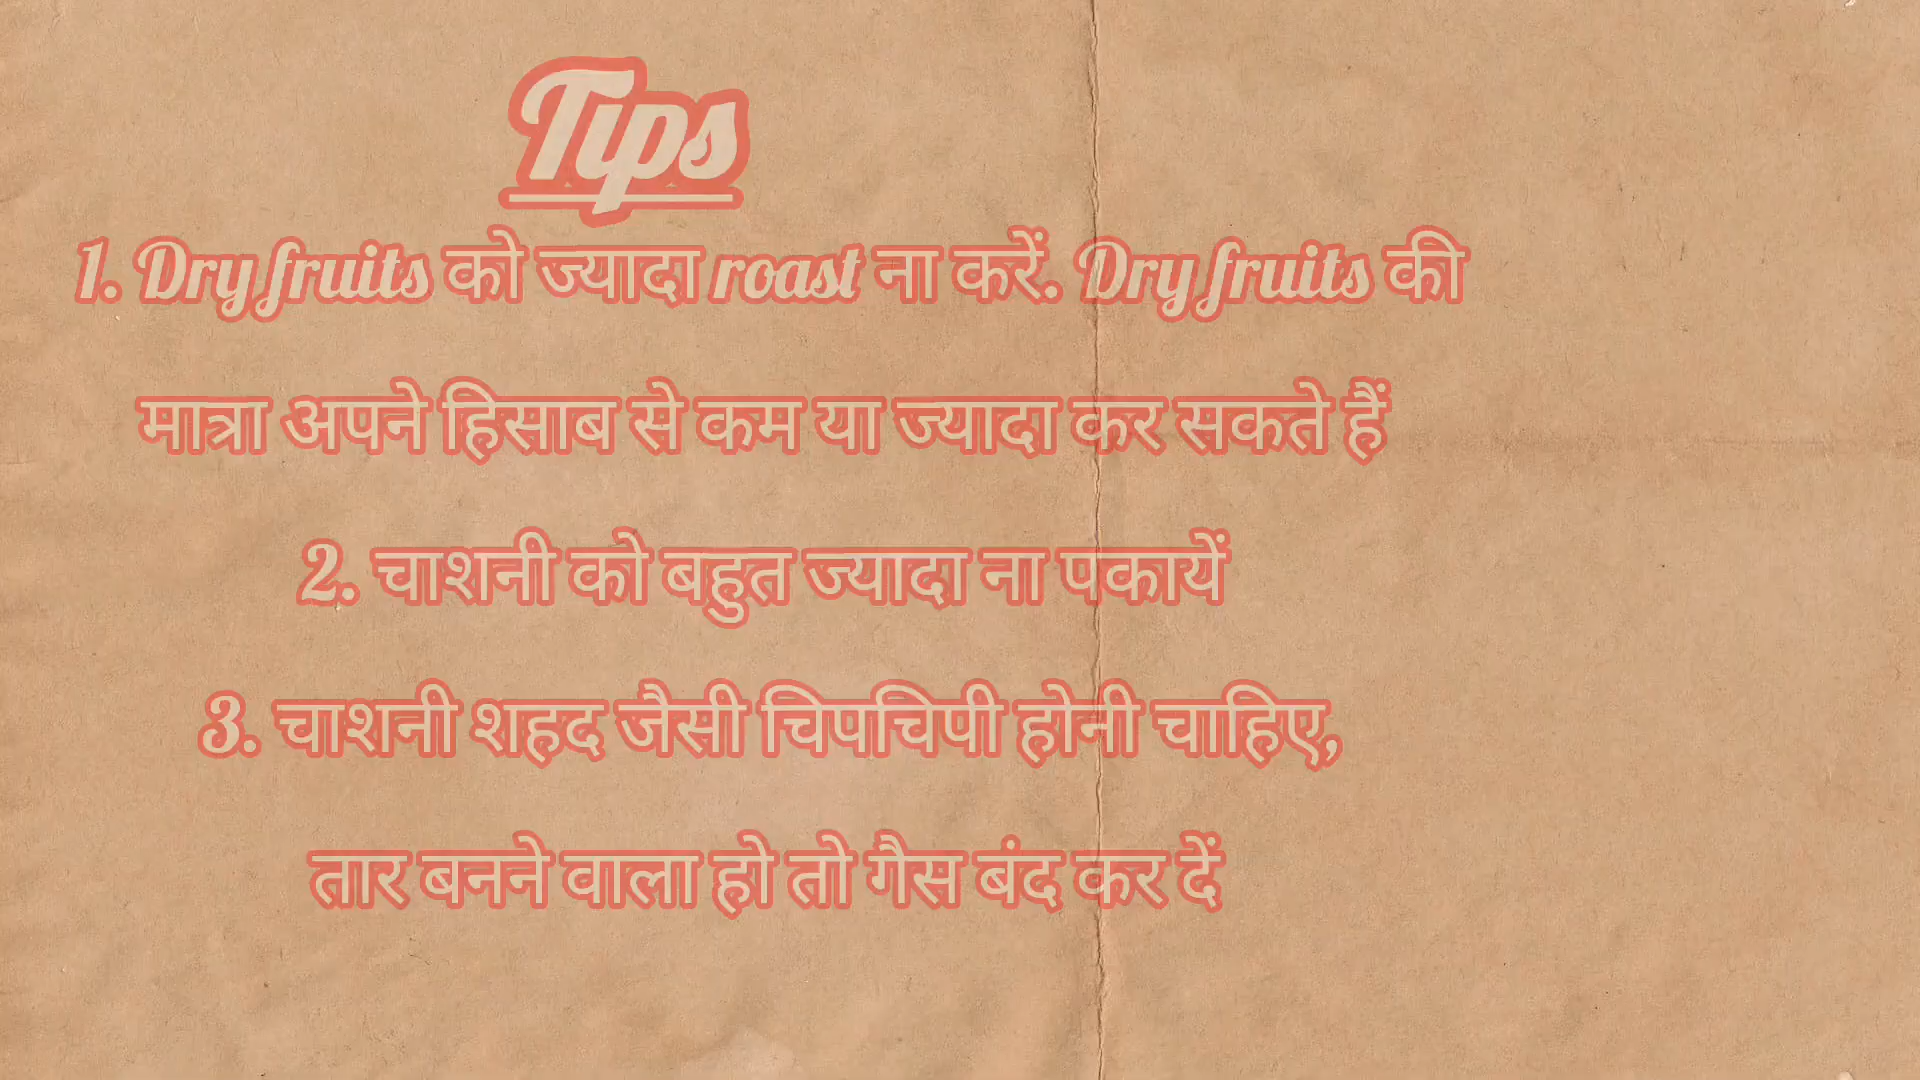 Tips
1. Dry fruits को ज्यादा roast ना करें. Dry fruits की
मात्रा अपने हिसाब से कम या ज्यादा कर सकते हैं
2. चाशनी को बहुत ज्यादा ना पकायें
3. चाशनी शहद जैसी चिपचिपी होनी चाहिए,
तार बनने वाला हो तो गैस बंद कर दें